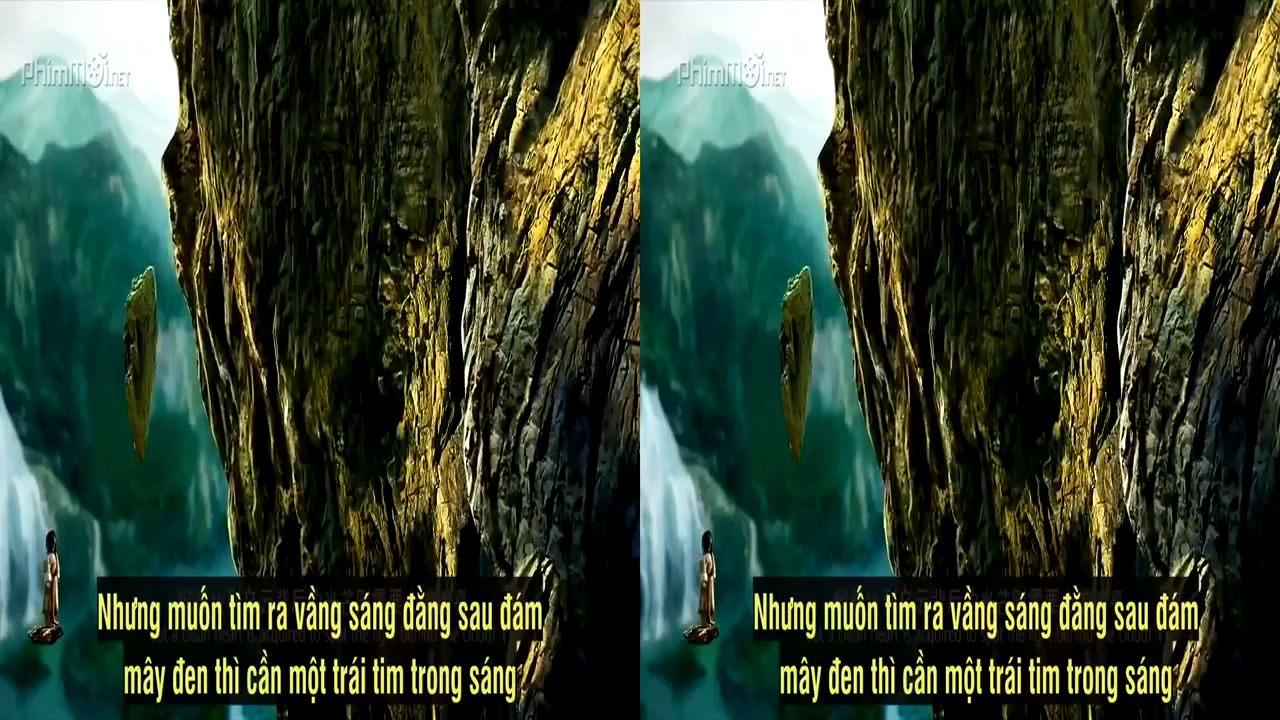 PhimMới.net
PhimMới.net
Nhưng muốn tìm ra vầng sáng đằng sau đám
mây đen thì cần một trái tim trong sáng
Nhưng muốn tìm ra vầng sáng đằng sau đám
mây đen thì cần một trái tim trong sáng